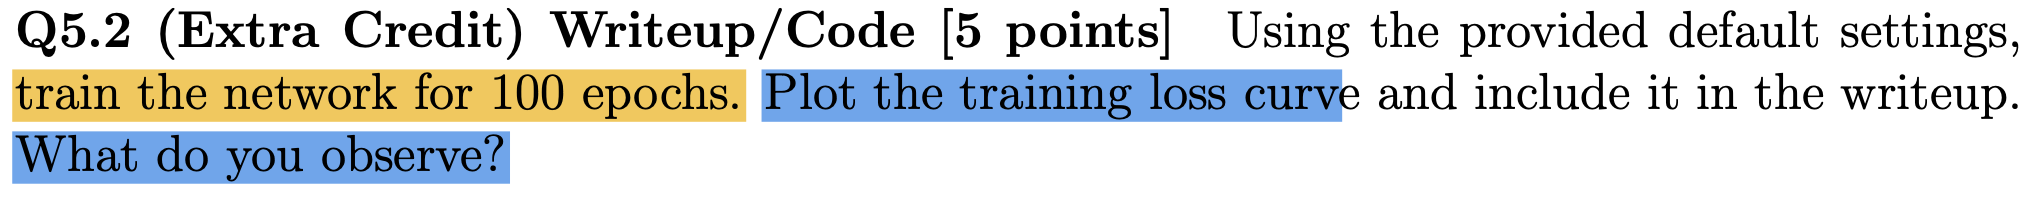 Q5.2 (Extra Credit) Writeup/Code [5 points] Using the provided default settings,
train the network for 100 epochs. Plot the training loss curve and include it in the writeup.
What do you observe?